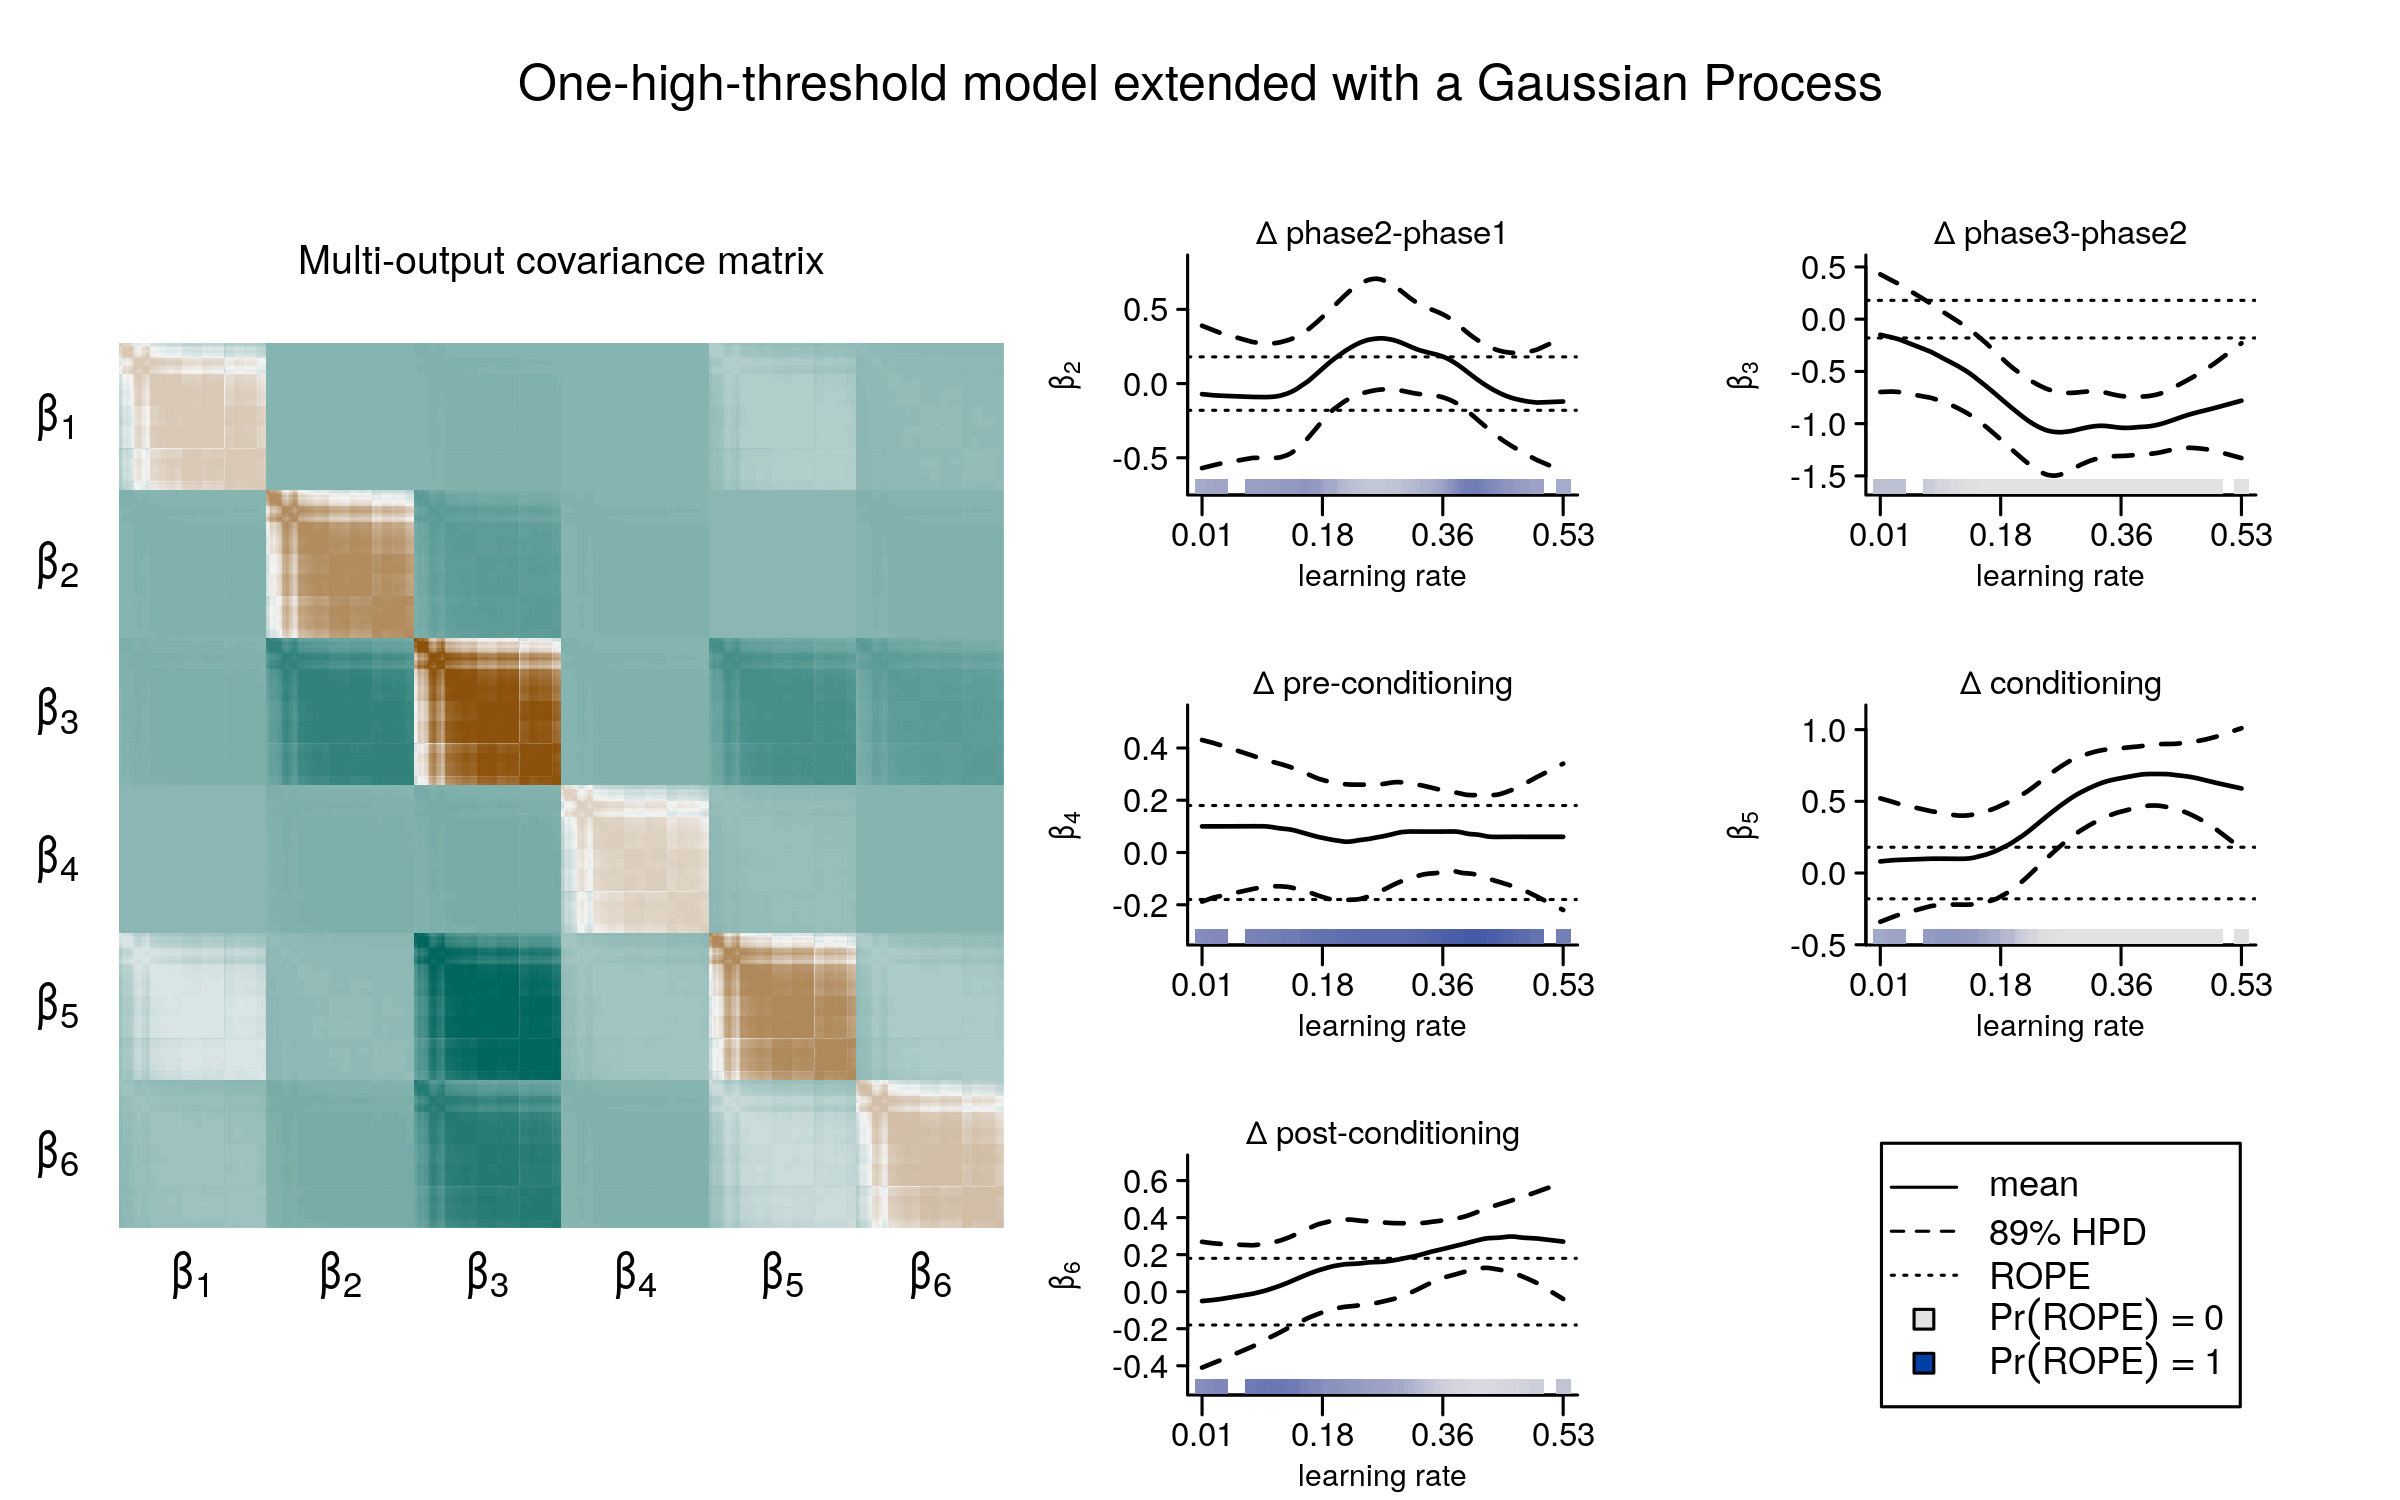 One-high-threshold model extended with a Gaussian Process
Multi-output covariance matrix
β1
β2
β3
β4
β5
β6
β1 β2 β3 β4 β5 β6
Δ phase2-phase1
β2
0.5
0.0
-0.5
0.01 0.18 0.36 0.53
learning rate
Δ phase3-phase2
β3
0.5
0.0
-0.5
-1.0
-1.5
0.01 0.18 0.36 0.53
learning rate
Δ pre-conditioning
β4
0.4
0.2
0.0
-0.2
0.01 0.18 0.36 0.53
learning rate
Δ conditioning
β5
1.0
0.5
0.0
-0.5
0.01 0.18 0.36 0.53
learning rate
Δ post-conditioning
β6
0.6
0.4
0.2
0.0
-0.2
-0.4
0.01 0.18 0.36 0.53
learning rate
mean
89% HPD
ROPE
Pr(ROPE) = 0
Pr(ROPE) = 1